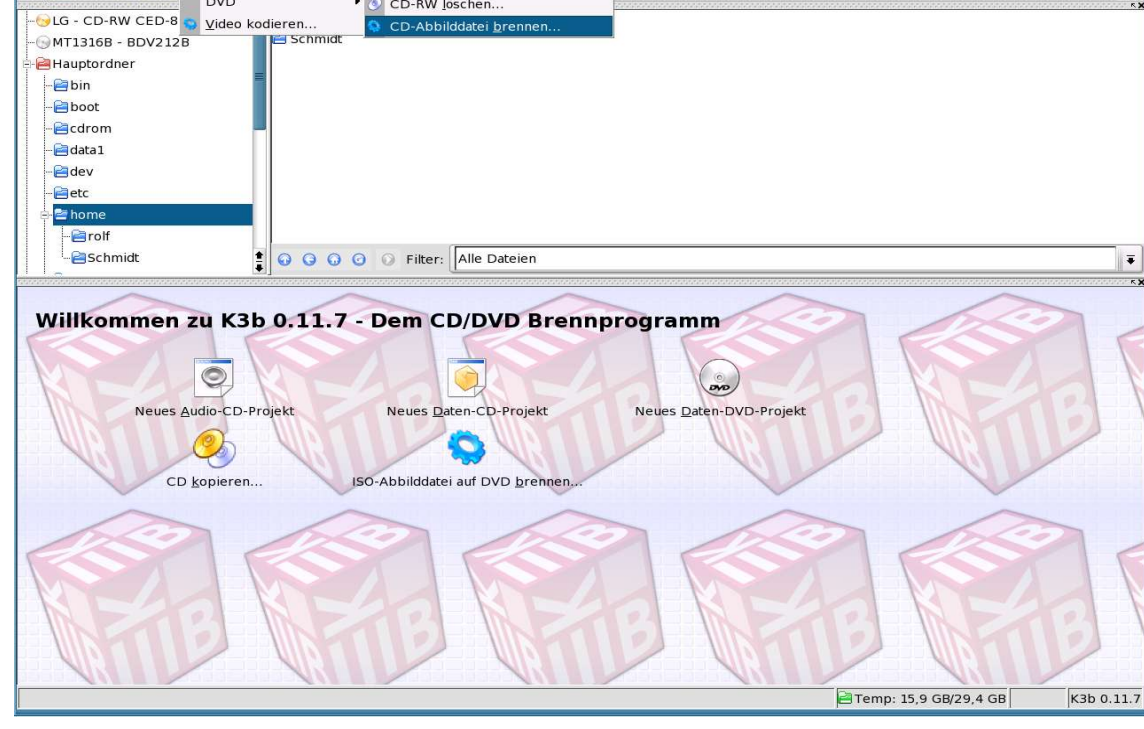 DVD
CD-RW löschen...
LG - CD-RW CED-8
Video kodieren...
CD-Abbilddatei brennen...
MT1316B - BDV212B
Schmidt
Hauptordner
bin
boot
cdrom
data1
dev
etc
home
rolf
Schmidt
Filter: Alle Dateien
Willkommen zu K3b 0.11.7 - Dem CD/DVD Brennprogramm
DVD
Neues Audio-CD-Projekt
Neues Daten-CD-Projekt
Neues Daten-DVD-Projekt
CD kopieren...
ISO-Abbilddatei auf DVD brennen...
Temp: 15,9 GB/29,4 GB
K3b 0.11.7